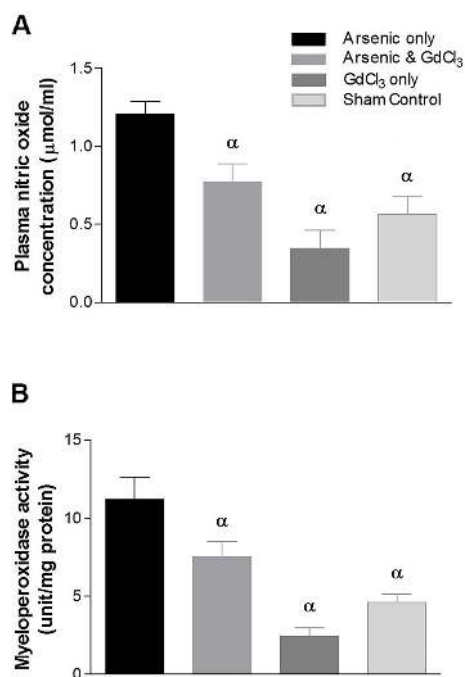 A
Arsenic only
Arsenic & GdCl₃
GdCl₃ only
Sham Control
Plasma nitric oxide
concentration (μmol/ml)
1.5
1.0
0.5
0.0
α
α
α
B
Myeloperoxidase activity
(unit/mg protein)
15
10
5
0
α
α
α